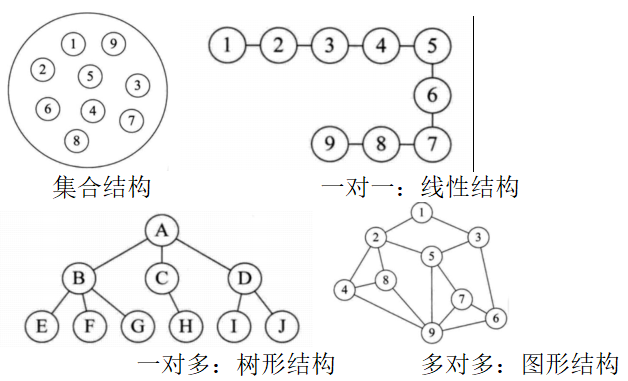 1 9
2 5 3
6 4 7
8
集合结构
1 2 3 4 5
6
9 8 7
一对一：线性结构
A
B C D
E F G H I J
一对多：树形结构
1
2 3
5
4 8
7
6
9
多对多：图形结构